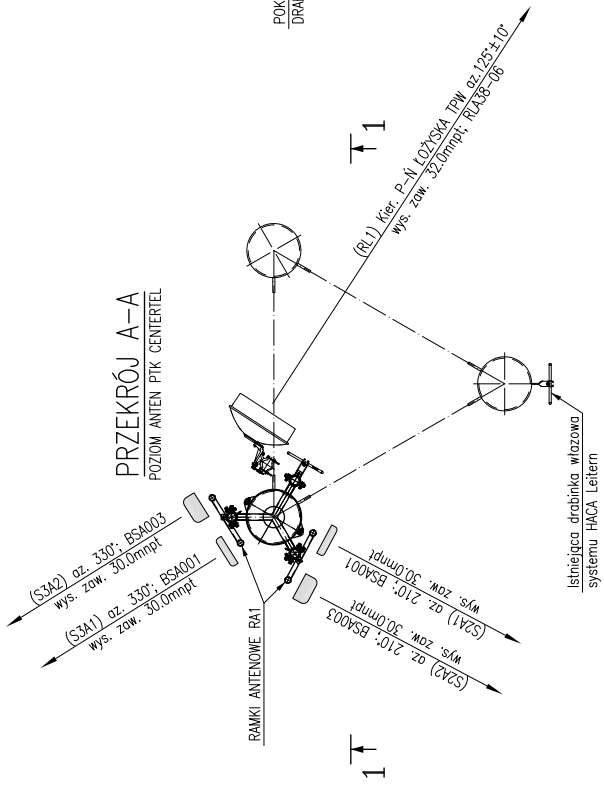 POK
DRA
PRZEKRÓJ A-A
POZIOM ANTEN PTK CENTERTEL
1
(RL1) Kier. P-Ń ŁOŻYSKA TPW az.125°±10°
wys. zaw. 32.0mnpt; RLA38-06
(S3A2) az. 330°; BSA003
wys. zaw. 30.0mnpt
(S3A1) az. 330°; BSA001
wys. zaw. 30.0mnpt
RAMKI ANTENOWE RA1
(S2A1) az. 210°; BSA001
wys. zaw. 30.0mnpt
(S2A2) az. 210°; BSA003
wys. zaw. 30.0mnpt
1
Istniejąca drabinka włazowa
systemu HACA Leitern